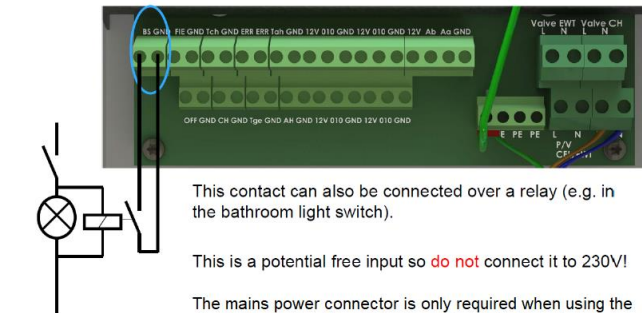 Valve EWT Valve CH
L N L N
BS GND FIE GND Tch GND ERR ERR Tah GND 12V 010 GND 12V 010 GND 12V Ab Aa GND
OFF GND CH GND Tge GND AH GND 12V 010 GND 12V 010 GND
E PE PE L N N
P/V
This contact can also be connected over a relay (e.g. in
the bathroom light switch).
This is a potential free input so do not connect it to 230V!
The mains power connector is only required when using the